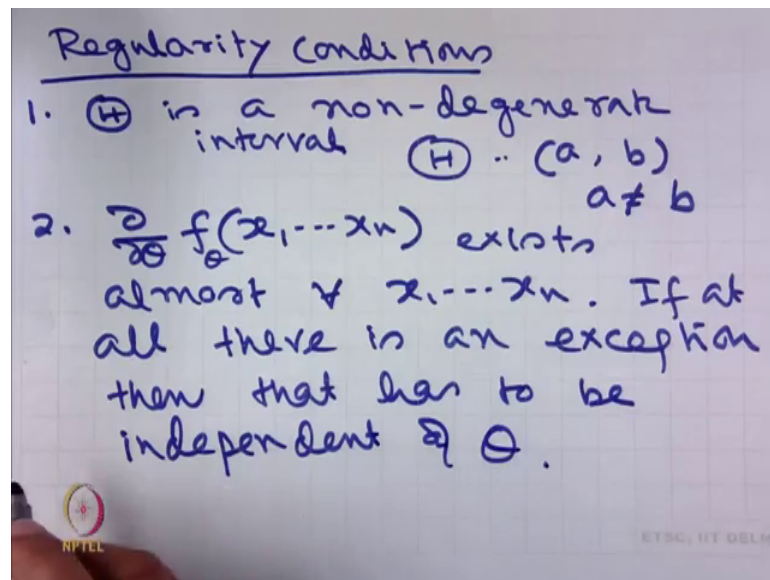 Regularity Conditions
1. Ⓗ is a non-degenerate
interval Ⓗ .. (a, b)
a ≠ b
2. ∂/∂θ f_θ(x₁,---xₙ) exists
almost ∀ x₁---xₙ. If at
all there is an exception
then that has to be
independent of θ.
NPTEL
ETSC, IIT DELH